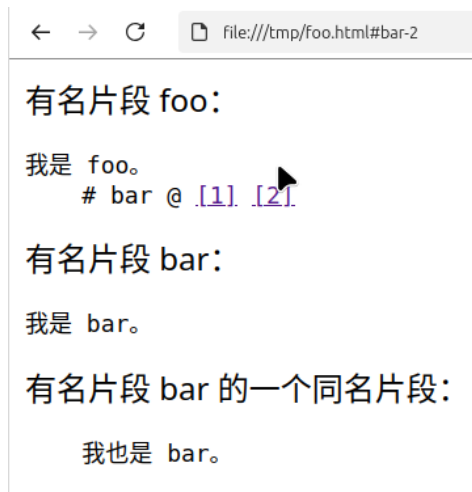 file:///tmp/foo.html#bar-2
有名片段 foo：
我是 foo。
# bar @ [1] [2]
有名片段 bar：
我是 bar。
有名片段 bar 的一个同名片段：
我也是 bar。